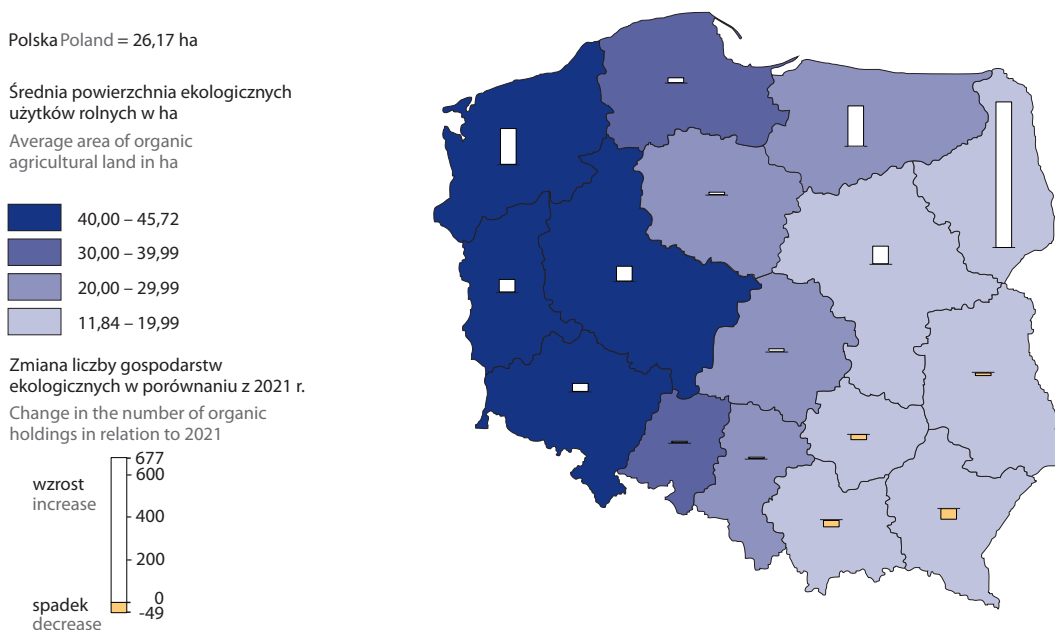 Polska Poland = 26,17 ha
Średnia powierzchnia ekologicznych
użytków rolnych w ha
Average area of organic
agricultural land in ha
40,00 – 45,72
30,00 – 39,99
20,00 – 29,99
11,84 – 19,99
Zmiana liczby gospodarstw
ekologicznych w porównaniu z 2021 r.
Change in the number of organic
holdings in relation to 2021
677
600
wzrost
increase
400
200
0
spadek
-49
decrease